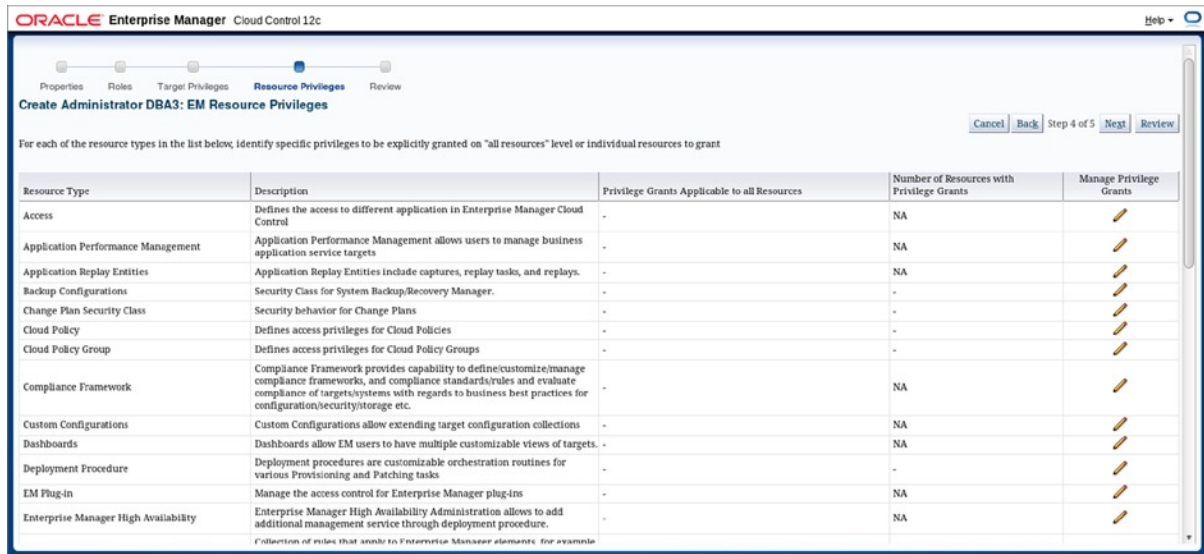 ORACLE Enterprise Manager Cloud Control 12c Help
Properties Roles Target Privileges Resource Privileges Review
Create Administrator DBA3: EM Resource Privileges
Cancel Back Step 4 of 5 Next Review
For each of the resource types in the list below, identify specific privileges to be explicitly granted on "all resources" level or individual resources to grant
Number of Resources with Manage Privilege
Resource Type Description Privilege Grants Applicable to all Resources Privilege Grants Grants
Defines the access to different application in Enterprise Manager Cloud
Access Control - NA
Application Performance Management allows users to manage business
Application Performance Management application service targets - NA
Application Replay Entities Application Replay Entities include captures, replay tasks, and replays. - NA
Backup Configurations Security Class for System Backup/Recovery Manager. - -
Change Plan Security Class Security behavior for Change Plans - -
Cloud Policy Defines access privileges for Cloud Policies - -
Cloud Policy Group Defines access privileges for Cloud Policy Groups - -
Compliance Framework provides capability to define/customize/manage
compliance frameworks, and compliance standards/rules and evaluate
Compliance Framework compliance of targets/systems with regards to business best practices for - NA
configuration/security/storage etc.
Custom Configurations Custom Configurations allow extending target configuration collections - NA
Dashboards Dashboards allow EM users to have multiple customizable views of targets. - NA
Deployment procedures are customizable orchestration routines for
Deployment Procedure various Provisioning and Patching tasks - -
EM Plug-in Manage the access control for Enterprise Manager plug-ins - NA
Enterprise Manager High Availability Administration allows to add
Enterprise Manager High Availability additional management service through deployment procedure. - NA
Collection of rules that apply to Enterprise Manager elements, for example